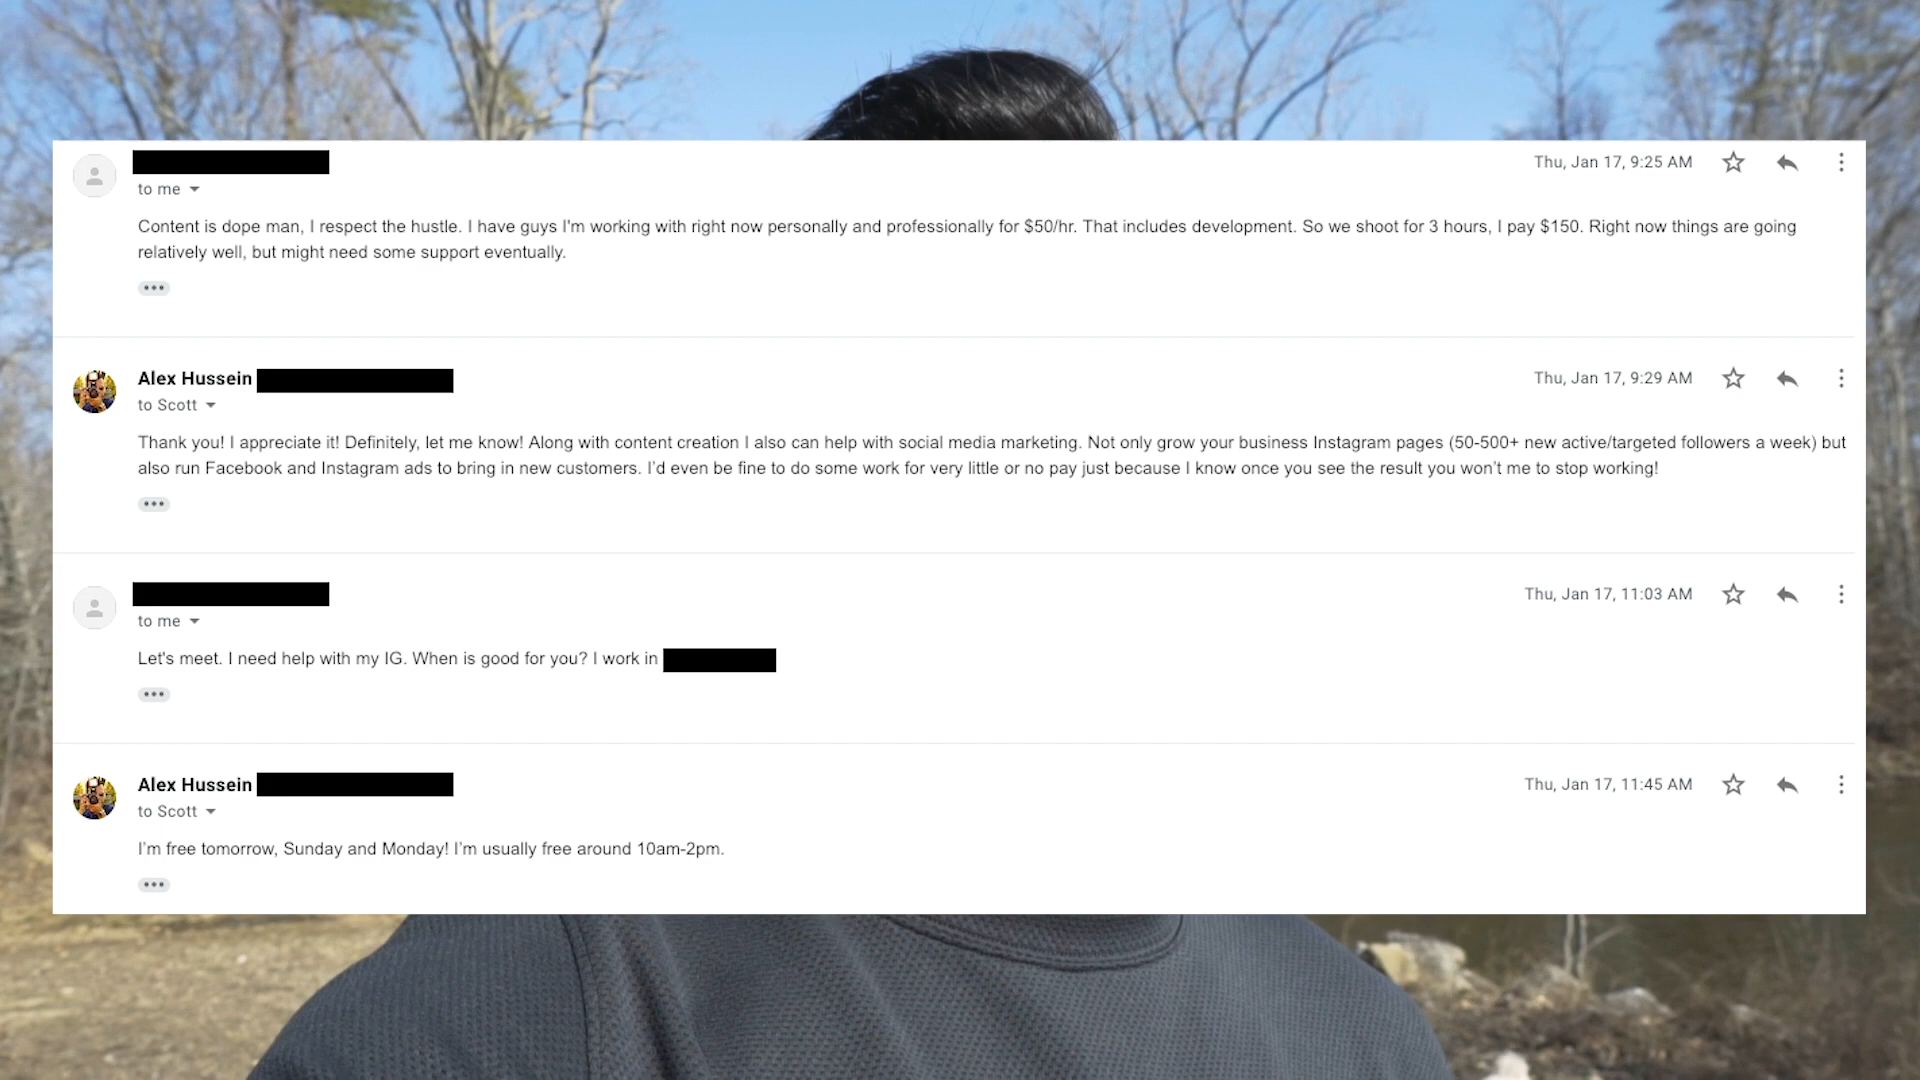 Thu, Jan 17, 9:25 AM
to me
Content is dope man, I respect the hustle. I have guys I'm working with right now personally and professionally for $50/hr. That includes development. So we shoot for 3 hours, I pay $150. Right now things are going
relatively well, but might need some support eventually.
Alex Hussein Thu, Jan 17, 9:29 AM
to Scott
Thank you! I appreciate it! Definitely, let me know! Along with content creation I also can help with social media marketing. Not only grow your business Instagram pages (50-500+ new active/targeted followers a week) but
also run Facebook and Instagram ads to bring in new customers. I’d even be fine to do some work for very little or no pay just because I know once you see the result you won’t me to stop working!
Thu, Jan 17, 11:03 AM
to me
Let's meet. I need help with my IG. When is good for you? I work in
Alex Hussein Thu, Jan 17, 11:45 AM
to Scott
I’m free tomorrow, Sunday and Monday! I’m usually free around 10am-2pm.